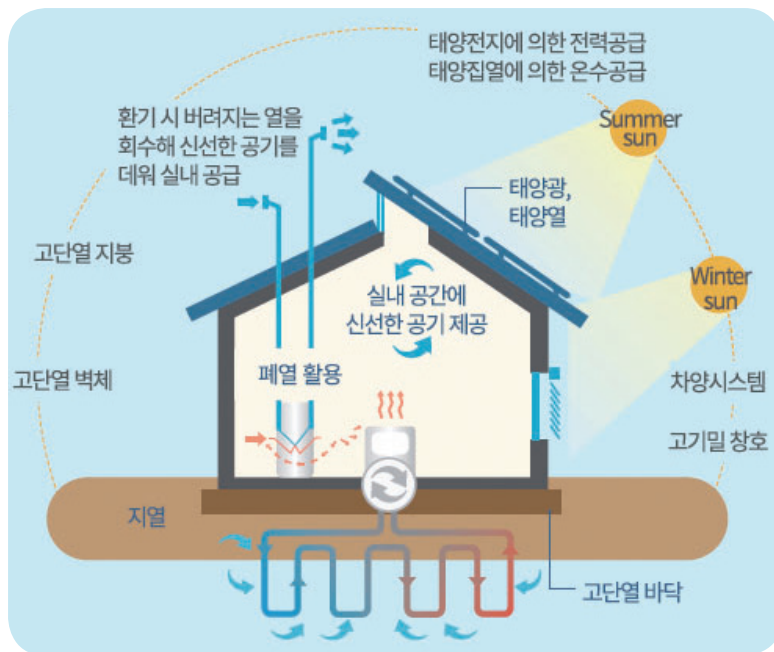 태양전지에 의한 전력공급
태양집열에 의한 온수공급
환기 시 버려지는 열을
회수해 신선한 공기를
데워 실내 공급
Summer
sun
태양광,
태양열
고단열 지붕
Winter
sun
실내 공간에
신선한 공기 제공
고단열 벽체
폐열 활용
차양시스템
고기밀 창호
지열
고단열 바닥